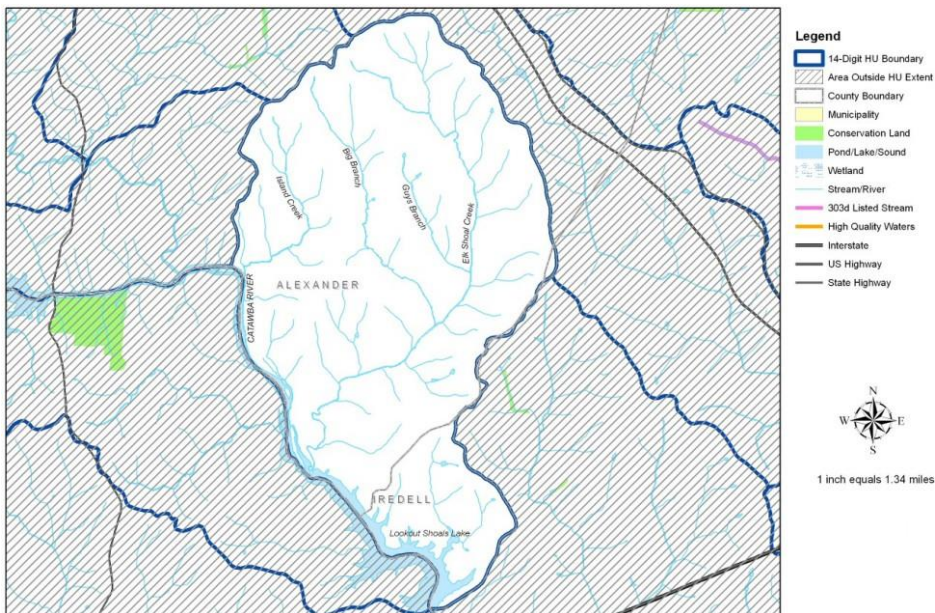 Island Creek
Big Branch
Guys Branch
Elk Shoal Creek
CATAWBA RIVER
ALEXANDER
IREDELL
Lookout Shoals Lake
Legend
14-Digit HU Boundary
Area Outside HU Extent
County Boundary
Municipality
Conservation Land
Pond/Lake/Sound
Wetland
Stream/River
303d Listed Stream
High Quality Waters
Interstate
US Highway
State Highway
N
W E
S
1 inch equals 1.34 miles